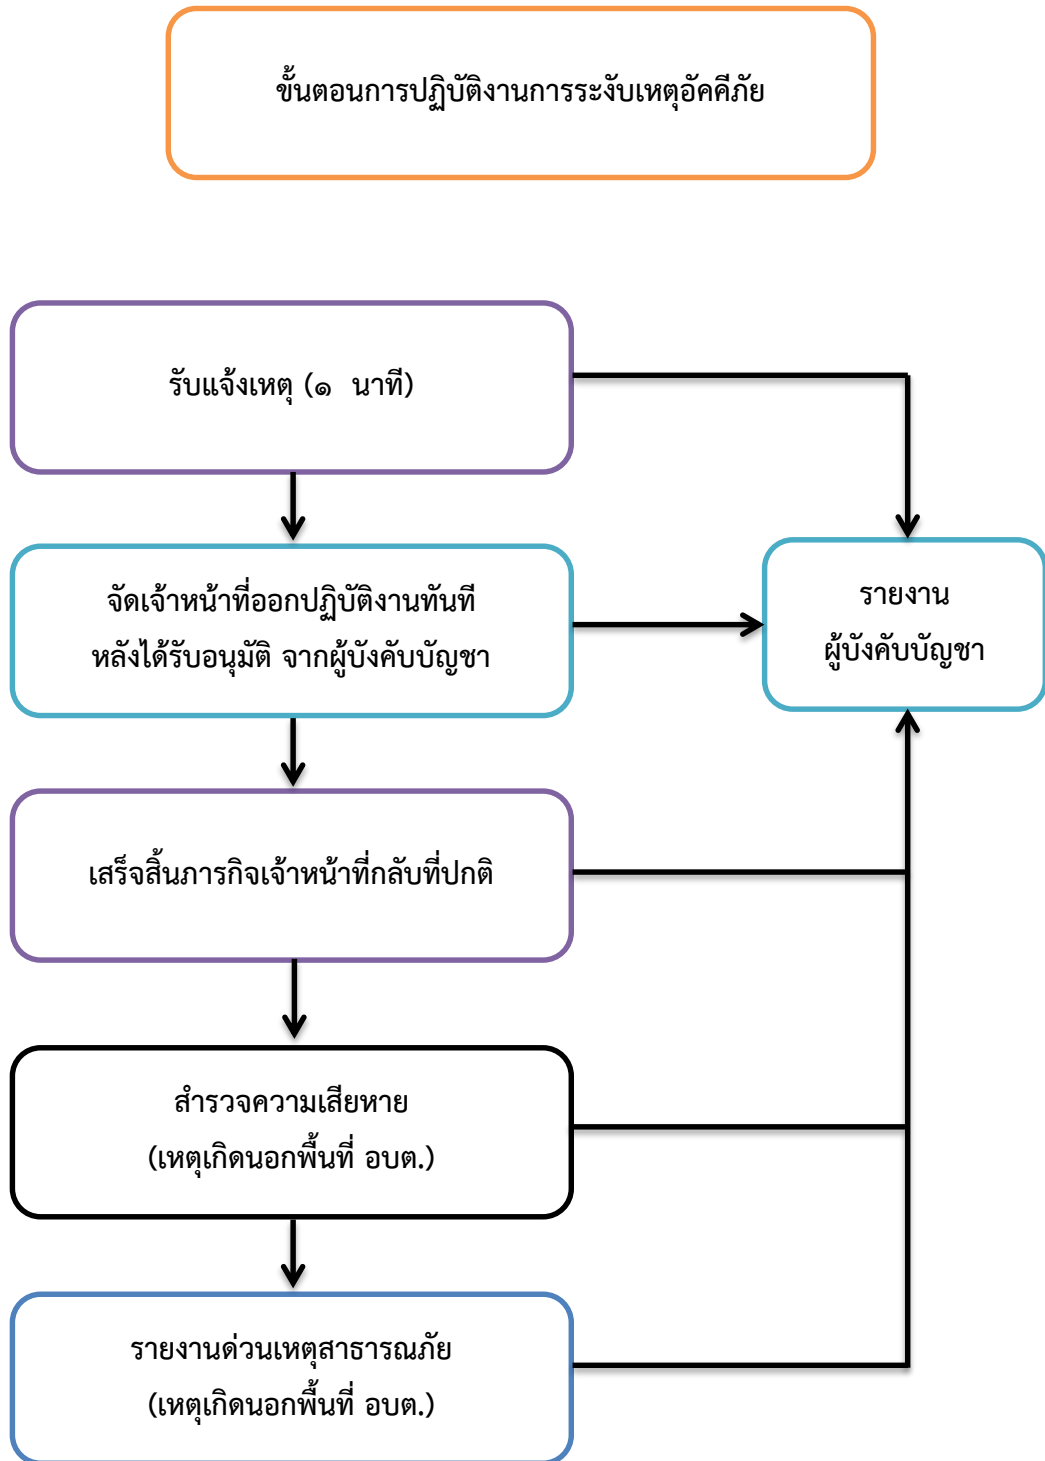 ขั้นตอนการปฏิบัติงานการระงับเหตุอัคคีภัย
รับแจ้งเหตุ (๑ นาที)
จัดเจ้าหน้าที่ออกปฏิบัติงานทันที
หลังได้รับอนุมัติ จากผู้บังคับบัญชา
รายงาน
ผู้บังคับบัญชา
เสร็จสิ้นภารกิจเจ้าหน้าที่กลับที่ปกติ
สำรวจความเสียหาย
(เหตุเกิดนอกพื้นที่ อบต.)
รายงานด่วนเหตุสาธารณภัย
(เหตุเกิดนอกพื้นที่ อบต.)